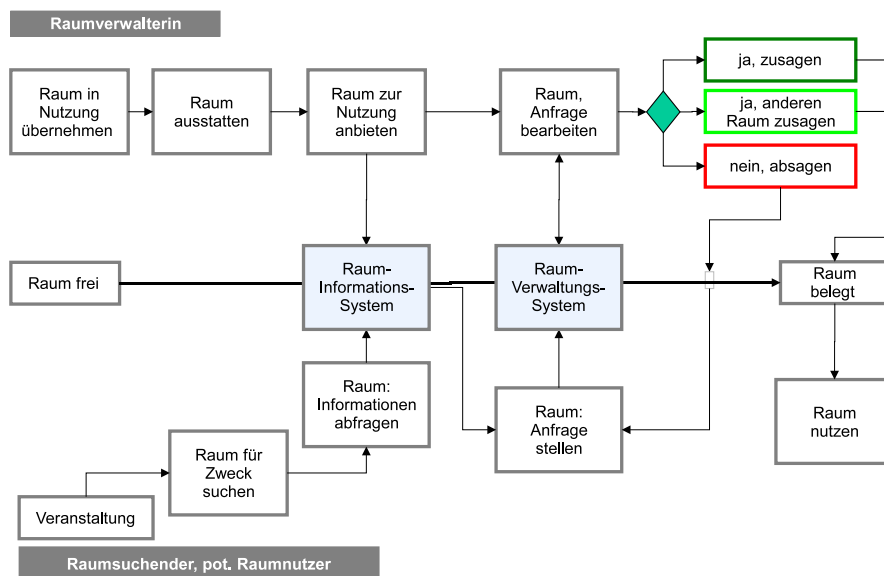 Raumverwalterin
Raum in
Nutzung
übernehmen
Raum
ausstatten
Raum zur
Nutzung
anbieten
Raum,
Anfrage
bearbeiten
ja, zusagen
ja, anderen
Raum zusagen
nein, absagen
Raum frei
Raum-
Informations-
System
Raum-
Verwaltungs-
System
Raum
belegt
Raum:
Informationen
abfragen
Raum:
Anfrage
stellen
Raum
nutzen
Raum für
Zweck
suchen
Veranstaltung
Raumsuchender, pot. Raumnutzer